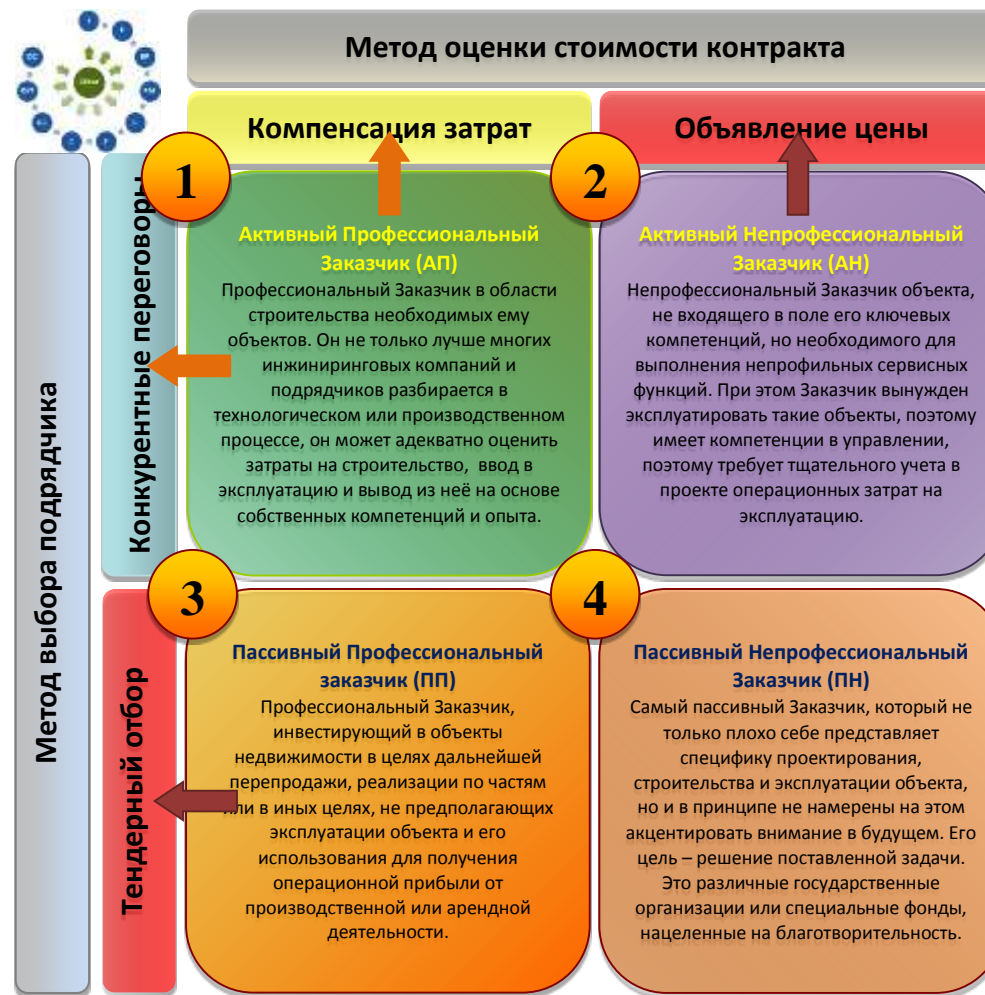 Метод оценки стоимости контракта
Компенсация затрат
Объявление цены
Метод выбора подрядчика
Конкурентные переговоры
Тендерный отбор
1
Активный Профессиональный
Заказчик (АП)
Профессиональный Заказчик в области
строительства необходимых ему
объектов. Он не только лучше многих
инжиниринговых компаний и
подрядчиков разбирается в
технологическом или производственном
процессе, он может адекватно оценить
затраты на строительство, ввод в
эксплуатацию и вывод из неё на основе
собственных компетенций и опыта.
2
Активный Непрофессиональный
Заказчик (АН)
Непрофессиональный Заказчик объекта,
не входящего в поле его ключевых
компетенций, но необходимого для
выполнения непрофильных сервисных
функций. При этом Заказчик вынужден
эксплуатировать такие объекты, поэтому
имеет компетенции в управлении,
поэтому требует тщательного учета в
проекте операционных затрат на
эксплуатацию.
3
Пассивный Профессиональный
заказчик (ПП)
Профессиональный Заказчик,
инвестирующий в объекты
недвижимости в целях дальнейшей
перепродажи, реализации по частям
или в иных целях, не предполагающих
эксплуатации объекта и его
использования для получения
операционной прибыли от
производственной или арендной
деятельности.
4
Пассивный Непрофессиональный
Заказчик (ПН)
Самый пассивный Заказчик, который не
только плохо себе представляет
специфику проектирования,
строительства и эксплуатации объекта,
но и в принципе не намерены на этом
акцентировать внимание в будущем. Его
цель – решение поставленной задачи.
Это различные государственные
организации или специальные фонды,
нацеленные на благотворительность.